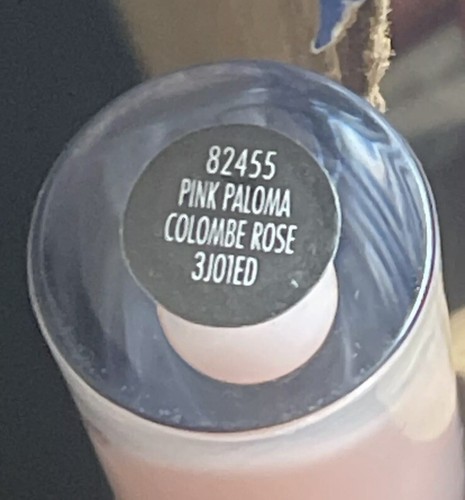 82455
PINK PALOMA
COLOMBE ROSE
3J01ED